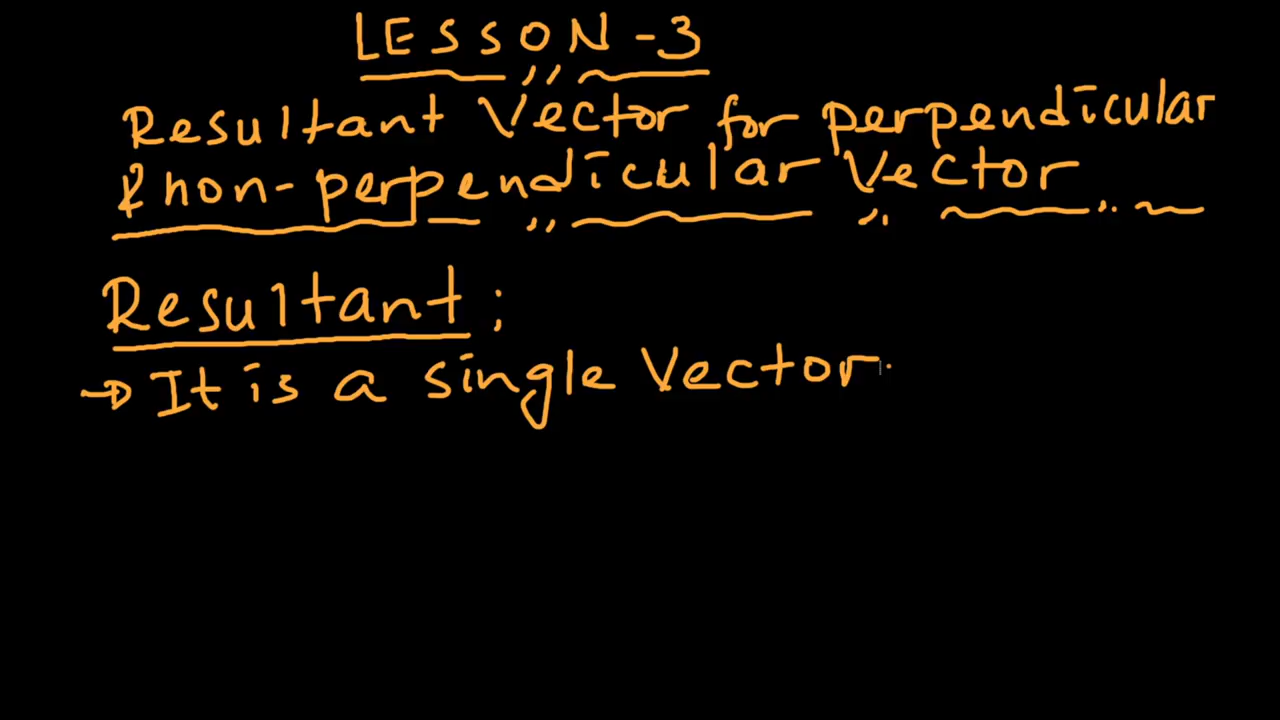 LESSON-3
Resultant Vector for perpendicular
& non-perpendicular Vector
Resultant:
→ It is a single Vector